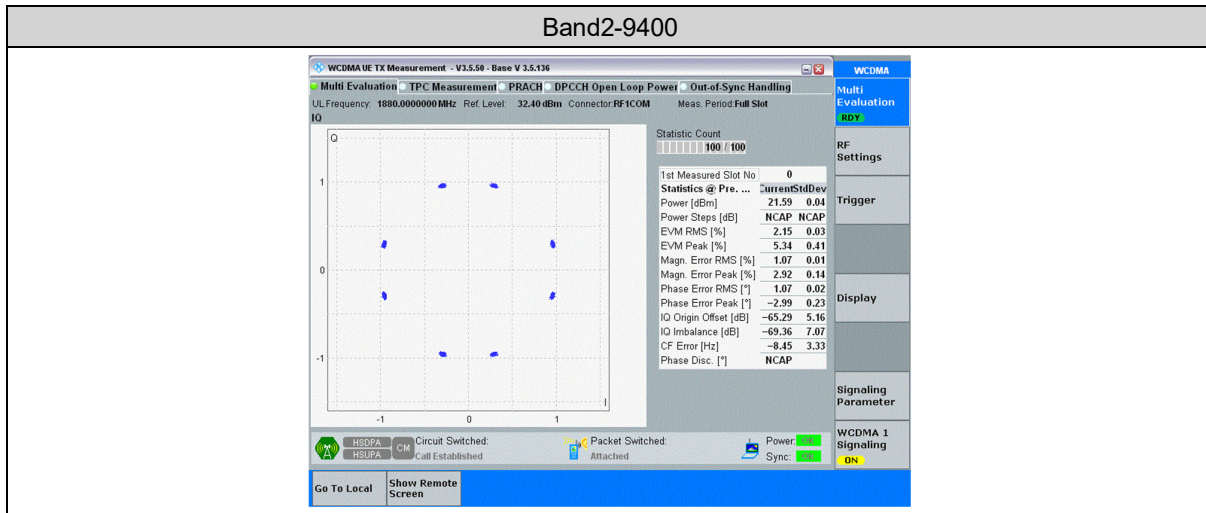 Band2-9400
WCDMA UE TX Measurement - V3.5.50 - Base V 3.5.136
WCDMA
Multi Evaluation TPC Measurement PRACH DPCCH Open Loop Power Out-of-Sync Handling
UL Frequency: 1880.0000000 MHz Ref. Level: 32.40 dBm Connector:RF1COM Meas. Period:Full Slot
IQ
Q
1
0
-1
-1 0 1
I
Statistic Count
100 / 100
1st Measured Slot No 0
Statistics @ Pre. ... CurrentStdDev
Power [dBm] 21.59 0.04
Power Steps [dB] NCAP NCAP
EVM RMS [%] 2.15 0.03
EVM Peak [%] 5.34 0.41
Magn. Error RMS [%] 1.07 0.01
Magn. Error Peak [%] 2.92 0.14
Phase Error RMS [°] 1.07 0.02
Phase Error Peak [°] −2.99 0.23
IQ Origin Offset [dB] −65.29 5.16
IQ Imbalance [dB] −69.36 7.07
CF Error [Hz] −8.45 3.33
Phase Disc. [°] NCAP
Multi
Evaluation
RDY
RF
Settings
Trigger
Display
Signaling
Parameter
WCDMA 1
Signaling
ON
HSDPA
HSUPA
CM
Circuit Switched:
Call Established
Packet Switched:
Attached
Power: OK
Sync: OK
Go To Local
Show Remote
Screen